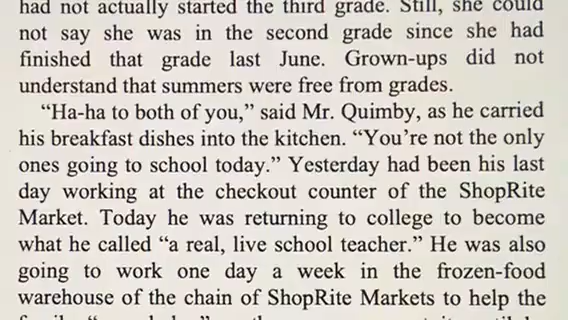 had not actually started the third grade. Still, she could
not say she was in the second grade since she had
finished that grade last June. Grown-ups did not
understand that summers were free from grades.
“Ha-ha to both of you,” said Mr. Quimby, as he carried
his breakfast dishes into the kitchen. “You’re not the only
ones going to school today.” Yesterday had been his last
day working at the checkout counter of the ShopRite
Market. Today he was returning to college to become
what he called “a real, live school teacher.” He was also
going to work one day a week in the frozen-food
warehouse of the chain of ShopRite Markets to help the